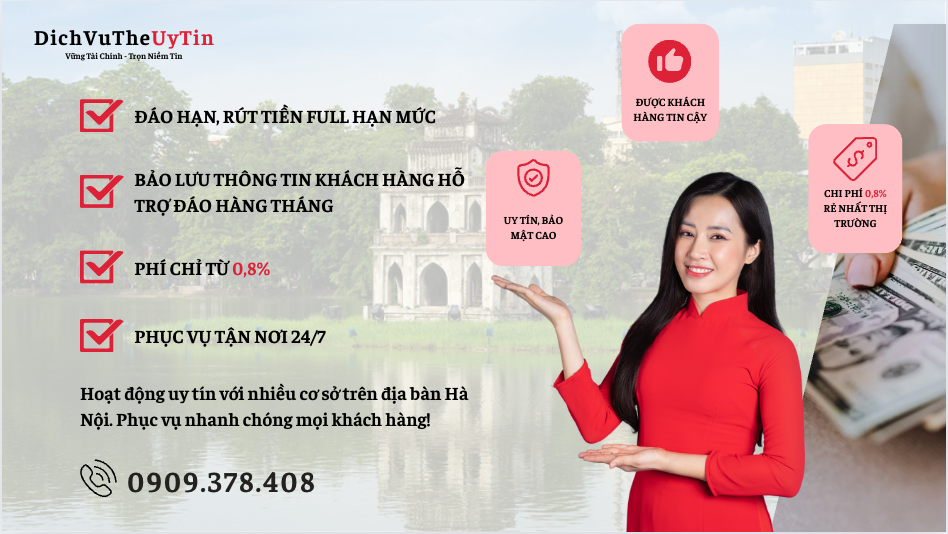 DichVuTheUyTin
Vững Tài Chính - Trọn Niềm Tin
ĐÁO HẠN, RÚT TIỀN FULL HẠN MỨC
BẢO LƯU THÔNG TIN KHÁCH HÀNG HỖ
TRỢ ĐÁO HÀNG THÁNG
PHÍ CHỈ TỪ 0,8%
PHỤC VỤ TẬN NƠI 24/7
Hoạt động uy tín với nhiều cơ sở trên địa bàn Hà
Nội. Phục vụ nhanh chóng mọi khách hàng!
0909.378.408
UY TÍN, BẢO
MẬT CAO
ĐƯỢC KHÁCH
HÀNG TIN CẬY
CHI PHÍ 0,8%
RẺ NHẤT THỊ
TRƯỜNG